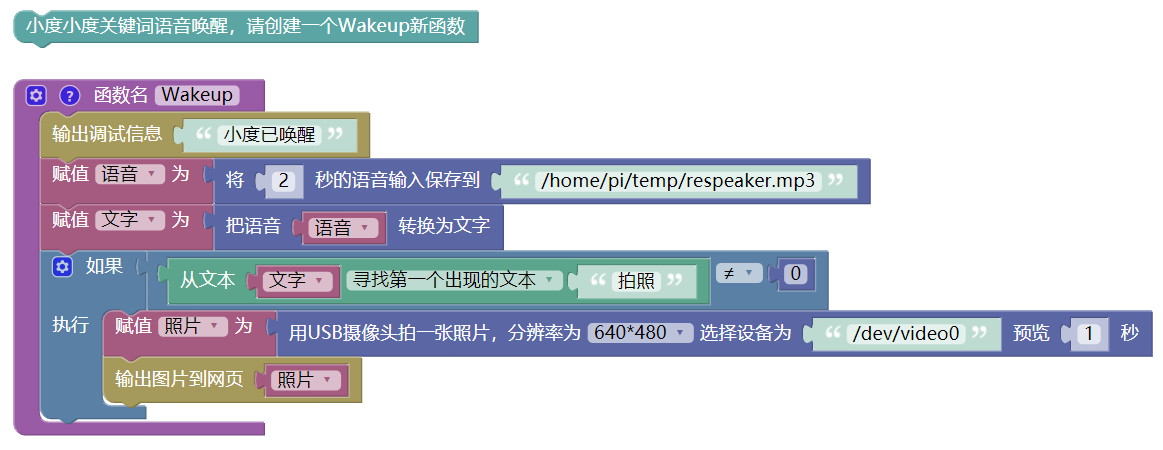 小度小度关键词语音唤醒，请创建一个Wakeup新函数
? 函数名 Wakeup
输出调试信息 “ 小度已唤醒 ”
赋值 语音 为 将 2 秒的语音输入保存到 “ /home/pi/temp/respeaker.mp3 ”
赋值 文字 为 把语音 语音 转换为文字
如果 从文本 文字 寻找第一个出现的文本 “ 拍照 ” ≠ 0
执行 赋值 照片 为 用USB摄像头拍一张照片，分辨率为 640*480 选择设备为 “ /dev/video0 ” 预览 1 秒
输出图片到网页 照片